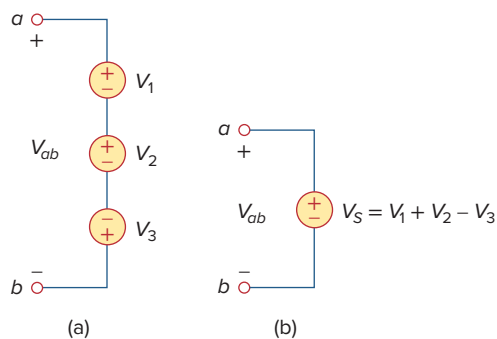 a
+
+
−
V1
Vab
+
−
V2
−
+
V3
−
b
(a)
a
+
Vab
+
−
VS = V1 + V2 − V3
−
b
(b)